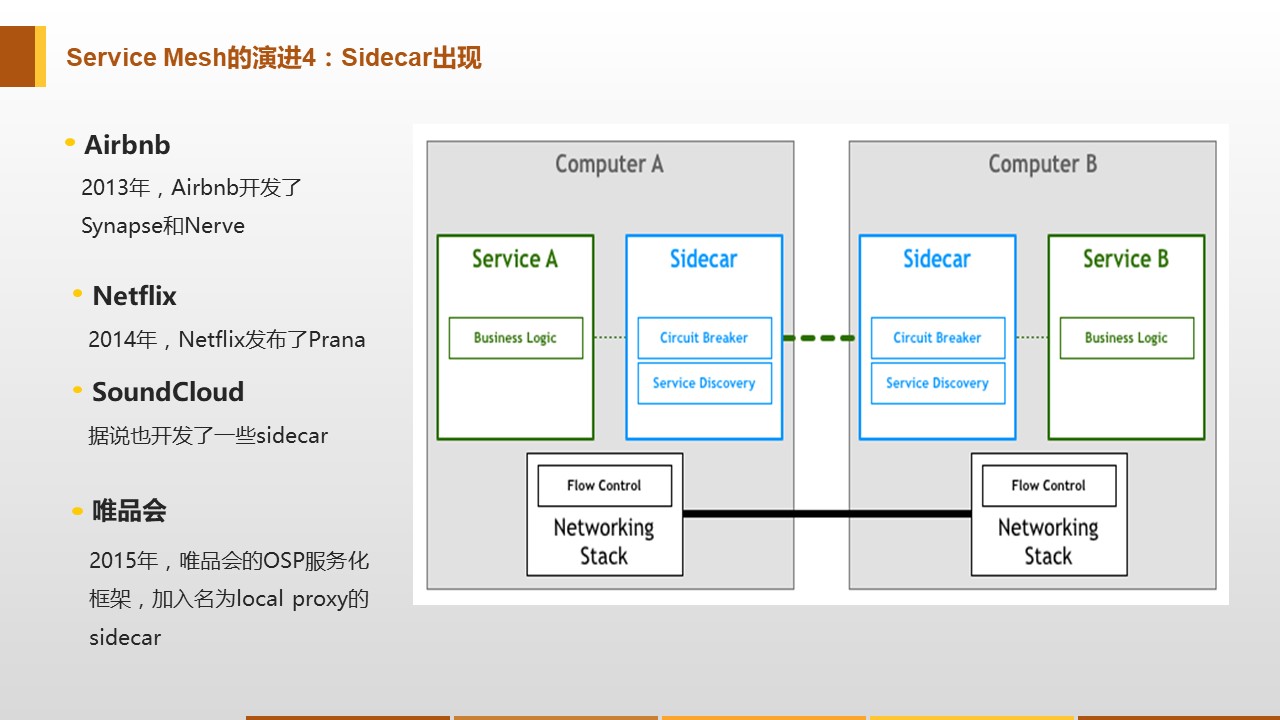 Service Mesh的演进4：Sidecar出现
Airbnb
2013年，Airbnb开发了
Synapse和Nerve
Netflix
2014年，Netflix发布了Prana
SoundCloud
据说也开发了一些sidecar
唯品会
2015年，唯品会的OSP服务化
框架，加入名为local proxy的
sidecar
Computer A
Service A
Business Logic
Sidecar
Circuit Breaker
Service Discovery
Flow Control
Networking
Stack
Computer B
Sidecar
Circuit Breaker
Service Discovery
Service B
Business Logic
Flow Control
Networking
Stack